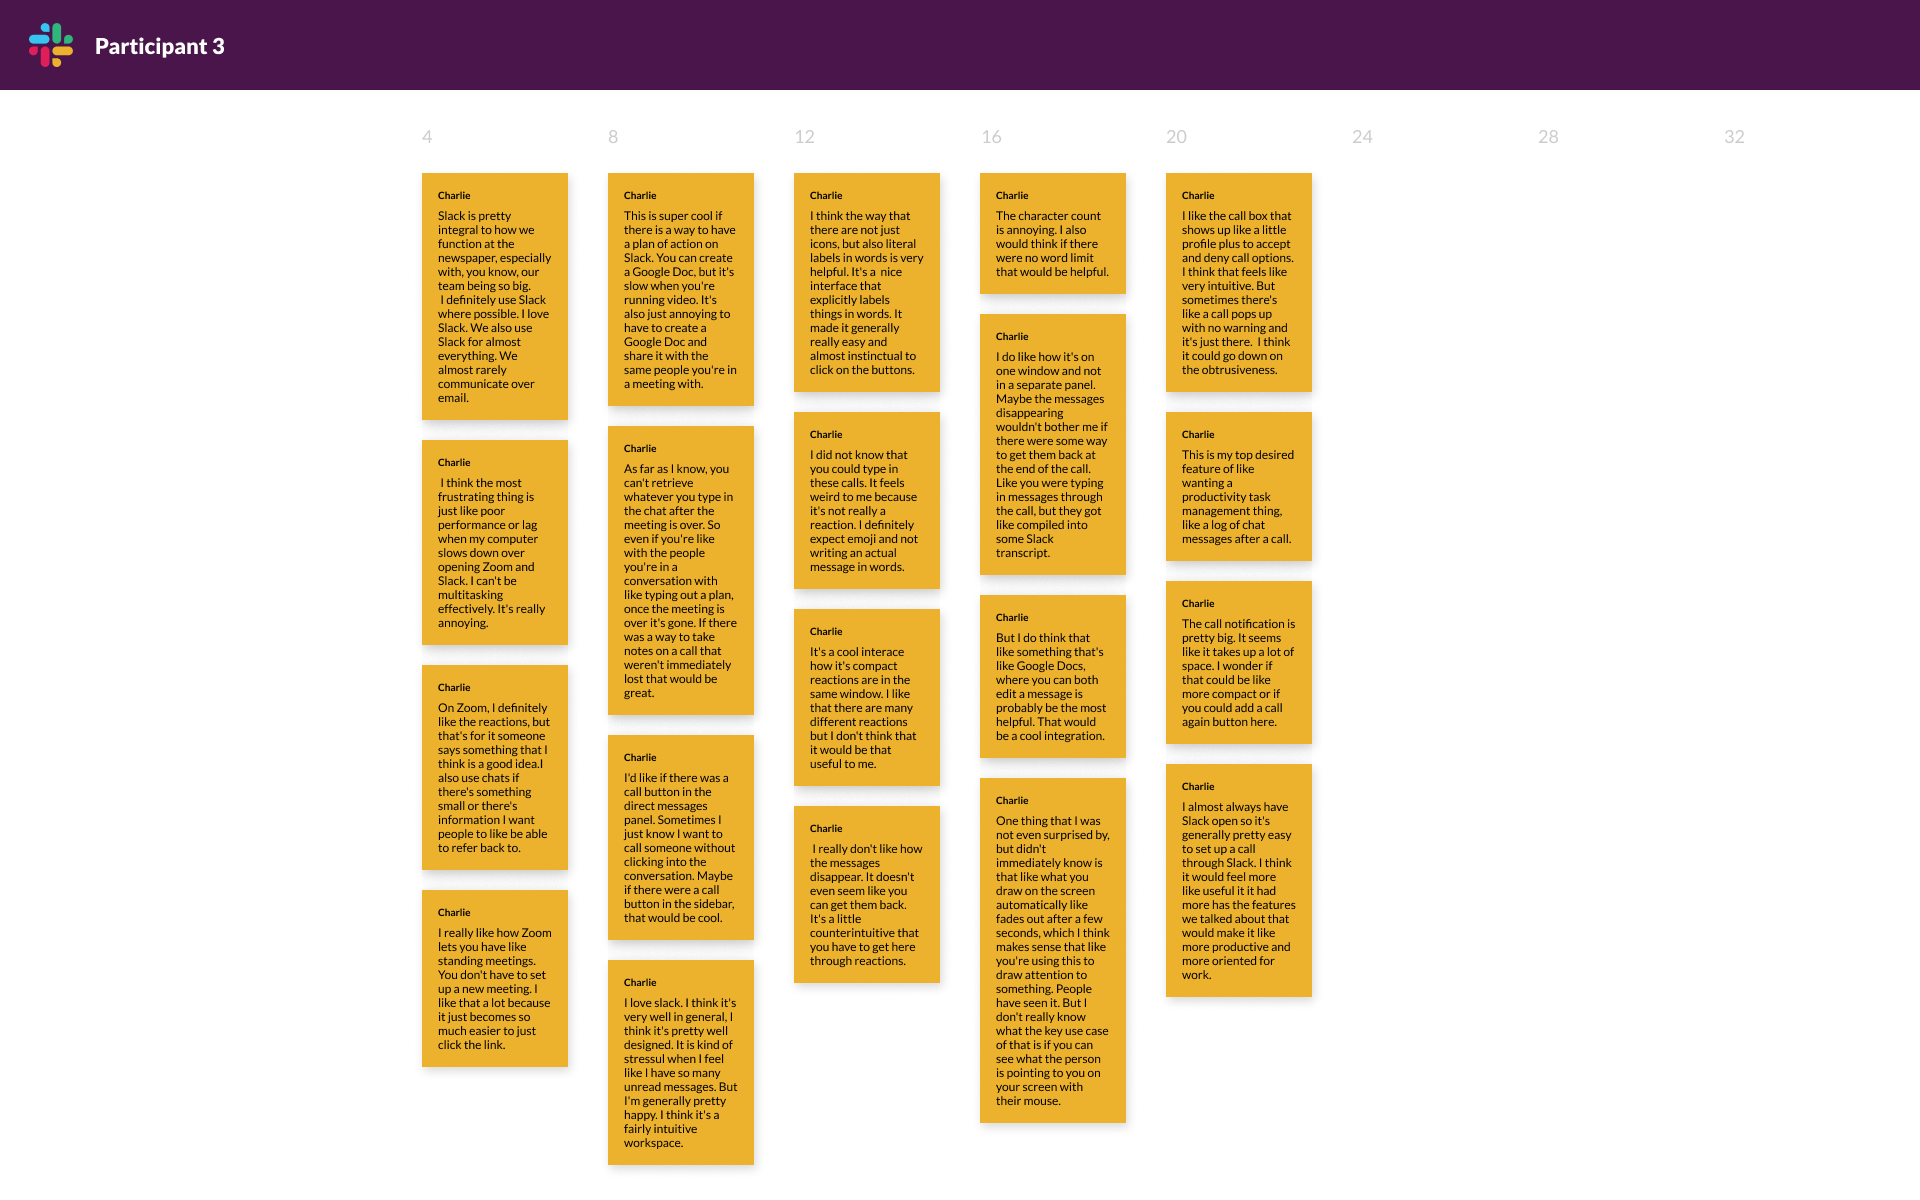 Participant 3
4
8
12
16
20
24
28
32
Charlie
Slack is pretty
integral to how we
function at the
newspaper, especially
with, you know, our
team being so big.
I definitely use Slack
where possible. I love
Slack. We also use
Slack for almost
everything. We
almost rarely
communicate over
email.
Charlie
I think the most
frustrating thing is
just like poor
performance or lag
when my computer
slows down over
opening Zoom and
Slack. I can't be
multitasking
effectively. It's really
annoying.
Charlie
On Zoom, I definitely
like the reactions, but
that's for it someone
says something that I
think is a good idea.I
also use chats if
there's something
small or there's
information I want
people to like be able
to refer back to.
Charlie
I really like how Zoom
lets you have like
standing meetings.
You don't have to set
up a new meeting. I
like that a lot because
it just becomes so
much easier to just
click the link.
Charlie
This is super cool if
there is a way to have
a plan of action on
Slack. You can create
a Google Doc, but it's
slow when you're
running video. It's
also just annoying to
have to create a
Google Doc and
share it with the
same people you're in
a meeting with.
Charlie
As far as I know, you
can't retrieve
whatever you type in
the chat after the
meeting is over. So
even if you're like
with the people
you're in a
conversation with
like typing out a plan,
once the meeting is
over it's gone. If there
was a way to take
notes on a call that
weren't immediately
lost that would be
great.
Charlie
I'd like if there was a
call button in the
direct messages
panel. Sometimes I
just know I want to
call someone without
clicking into the
conversation. Maybe
if there were a call
button in the sidebar,
that would be cool.
Charlie
I love slack. I think it's
very well in general, I
think it's pretty well
designed. It is kind of
stressul when I feel
like I have so many
unread messages. But
I'm generally pretty
happy. I think it's a
fairly intuitive
workspace.
Charlie
I think the way that
there are not just
icons, but also literal
labels in words is very
helpful. It's a  nice
interface that
explicitly labels
things in words. It
made it generally
really easy and
almost instinctual to
click on the buttons.
Charlie
I did not know that
you could type in
these calls. It feels
weird to me because
it's not really a
reaction. I definitely
expect emoji and not
writing an actual
message in words.
Charlie
It's a cool interace
how it's compact
reactions are in the
same window. I like
that there are many
different reactions
but I don't think that
it would be that
useful to me.
Charlie
I really don't like how
the messages
disappear. It doesn't
even seem like you
can get them back.
It's a little
counterintuitive that
you have to get here
through reactions.
Charlie
The character count
is annoying. I also
would think if there
were no word limit
that would be helpful.
Charlie
I do like how it's on
one window and not
in a separate panel.
Maybe the messages
disappearing
wouldn't bother me if
there were some way
to get them back at
the end of the call.
Like you were typing
in messages through
the call, but they got
like compiled into
some Slack
transcript.
Charlie
But I do think that
like something that's
like Google Docs,
where you can both
edit a message is
probably be the most
helpful. That would
be a cool integration.
Charlie
One thing that I was
not even surprised by,
but didn't
immediately know is
that like what you
draw on the screen
automatically like
fades out after a few
seconds, which I think
makes sense that like
you're using this to
draw attention to
something. People
have seen it. But I
don't really know
what the key use case
of that is if you can
see what the person
is pointing to you on
your screen with
their mouse.
Charlie
I like the call box that
shows up like a little
profile plus to accept
and deny call options.
I think that feels like
very intuitive. But
sometimes there's
like a call pops up
with no warning and
it's just there.  I think
it could go down on
the obtrusiveness.
Charlie
This is my top desired
feature of like
wanting a
productivity task
management thing,
like a log of chat
messages after a call.
Charlie
The call notification is
pretty big. It seems
like it takes up a lot of
space. I wonder if
that could be like
more compact or if
you could add a call
again button here.
Charlie
I almost always have
Slack open so it's
generally pretty easy
to set up a call
through Slack. I think
it would feel more
like useful it it had
more has the features
we talked about that
would make it like
more productive and
more oriented for
work.